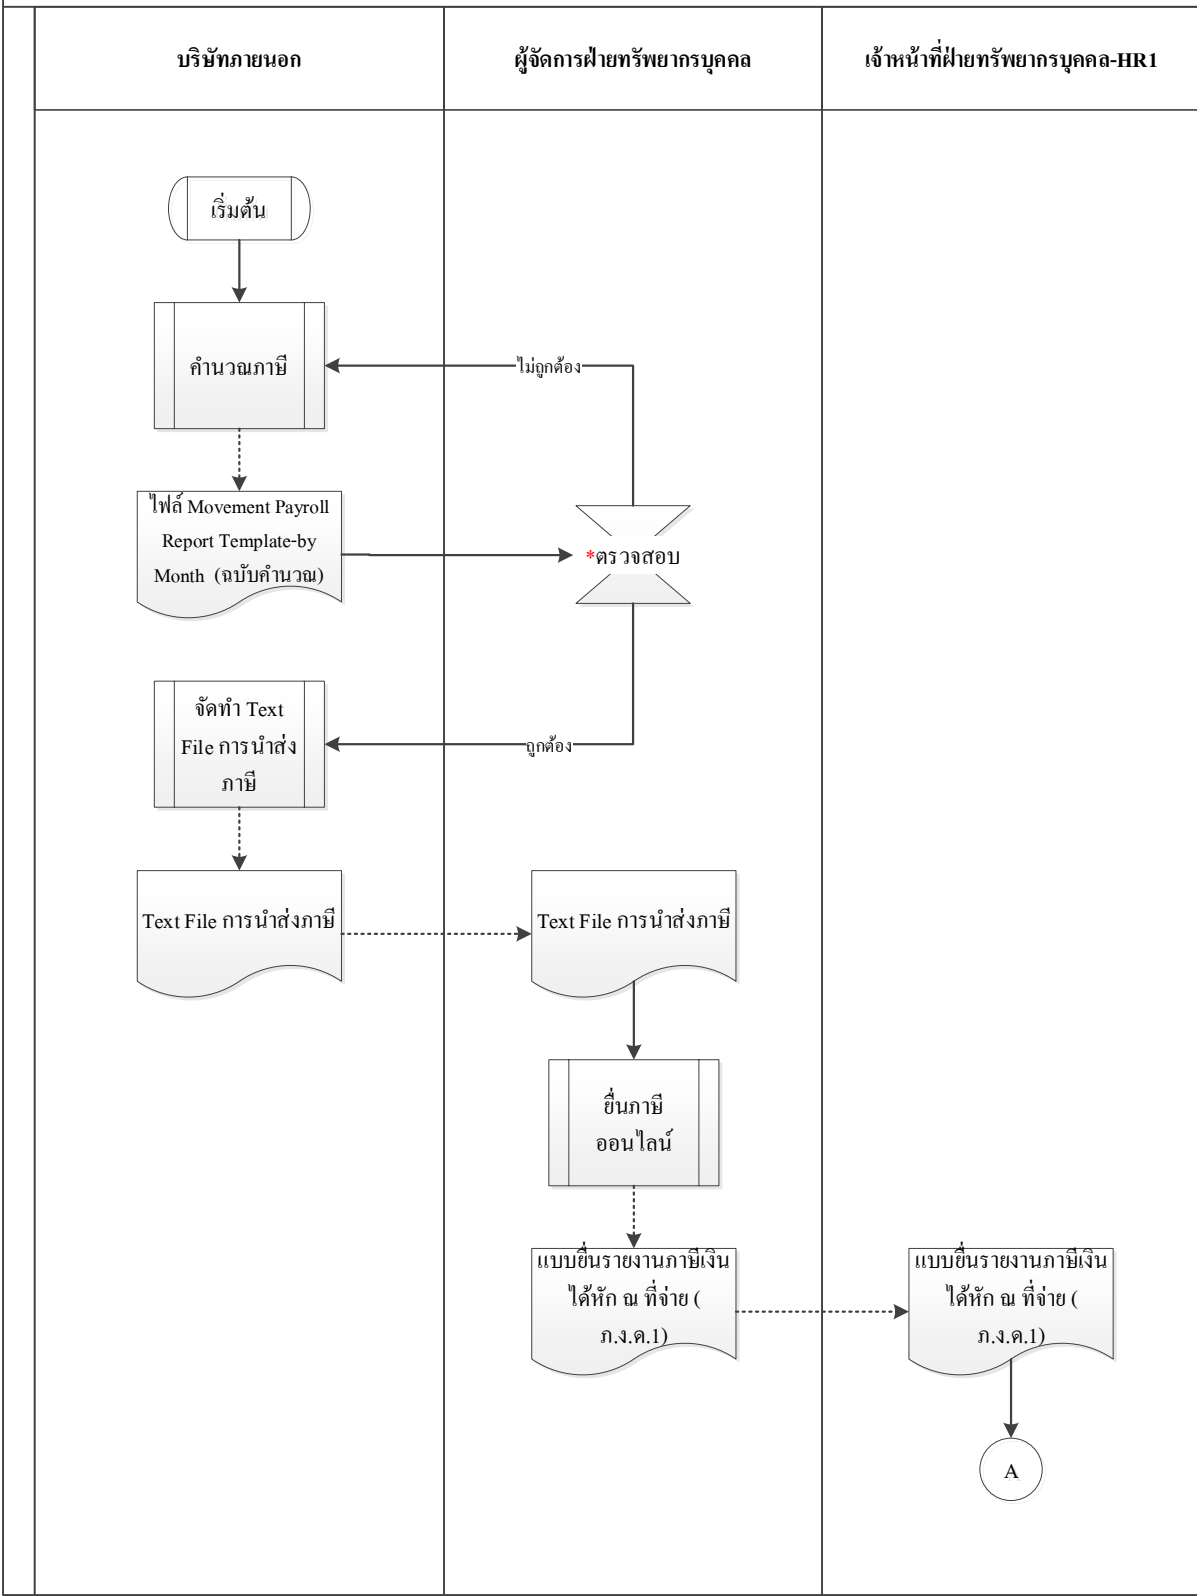 บริษัทภายนอก
ผู้จัดการฝ่ายทรัพยากรบุคคล
เจ้าหน้าที่ฝ่ายทรัพยากรบุคคล-HR1
เริ่มต้น
คำนวณภาษี
ไม่ถูกต้อง
ไฟล์ Movement Payroll
Report Template-by
Month (ฉบับคำนวณ)
*ตรวจสอบ
จัดทำ Text
File การนำส่ง
ภาษี
ถูกต้อง
Text File การนำส่งภาษี
Text File การนำส่งภาษี
ยื่นภาษี
ออนไลน์
แบบยื่นรายงานภาษีเงิน
ได้หัก ณ ที่จ่าย (
ภ.ง.ด.1)
แบบยื่นรายงานภาษีเงิน
ได้หัก ณ ที่จ่าย (
ภ.ง.ด.1)
A